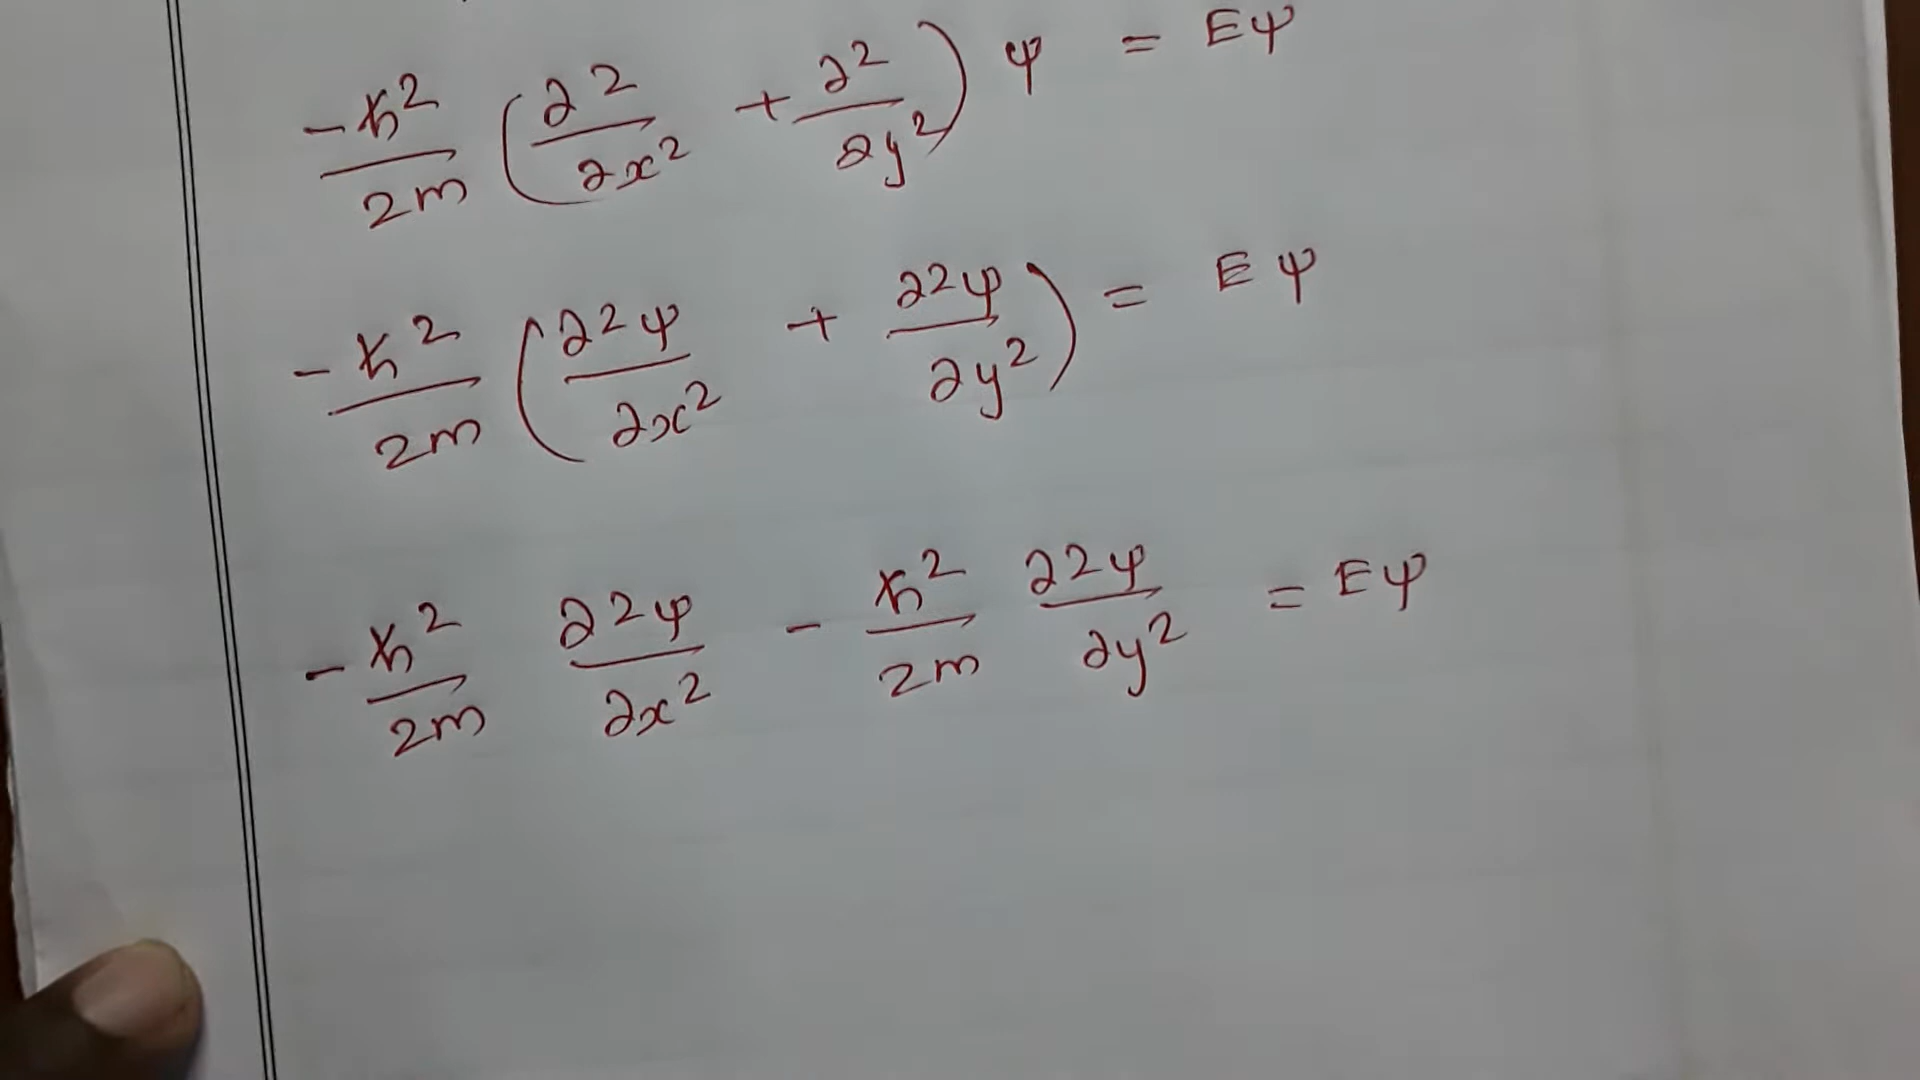 -ħ²/2m (∂²/∂x² + ∂²/∂y²) ψ = Eψ
-ħ²/2m (∂²ψ/∂x² + ∂²ψ/∂y²) = Eψ
-ħ²/2m ∂²ψ/∂x² - ħ²/2m ∂²ψ/∂y² = Eψ